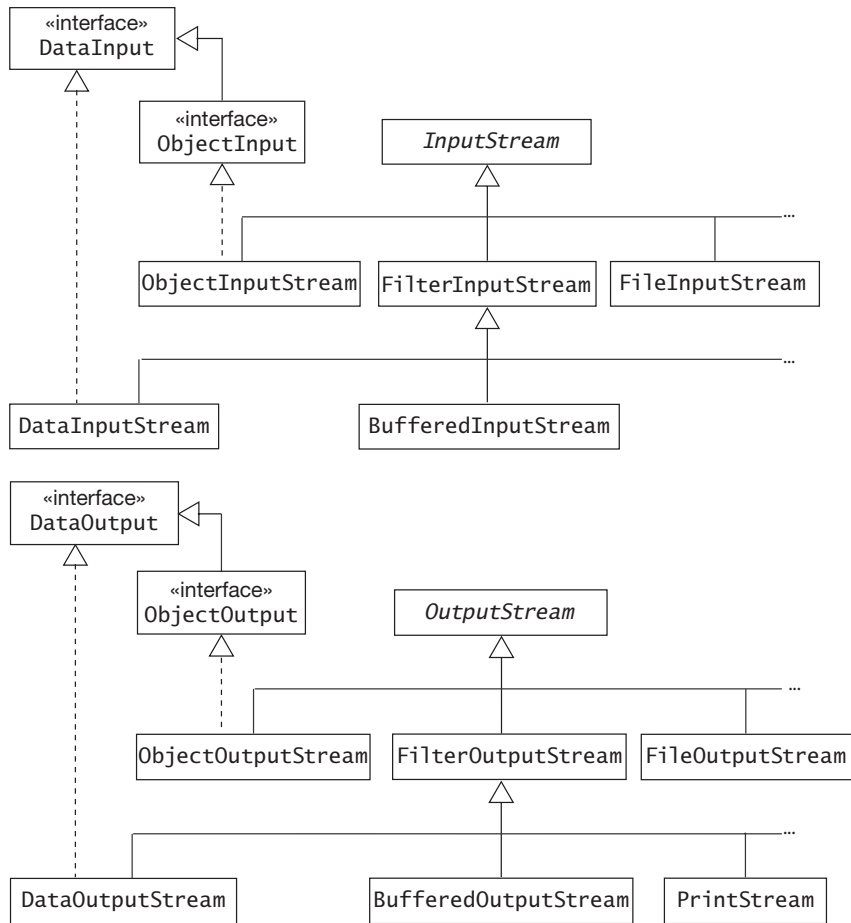 «interface»
DataInput
«interface»
ObjectInput
InputStream
...
ObjectInputStream
FilterInputStream
FileInputStream
...
DataInputStream
BufferedInputStream
«interface»
DataOutput
«interface»
ObjectOutput
OutputStream
...
ObjectOutputStream
FilterOutputStream
FileOutputStream
...
DataOutputStream
BufferedOutputStream
PrintStream